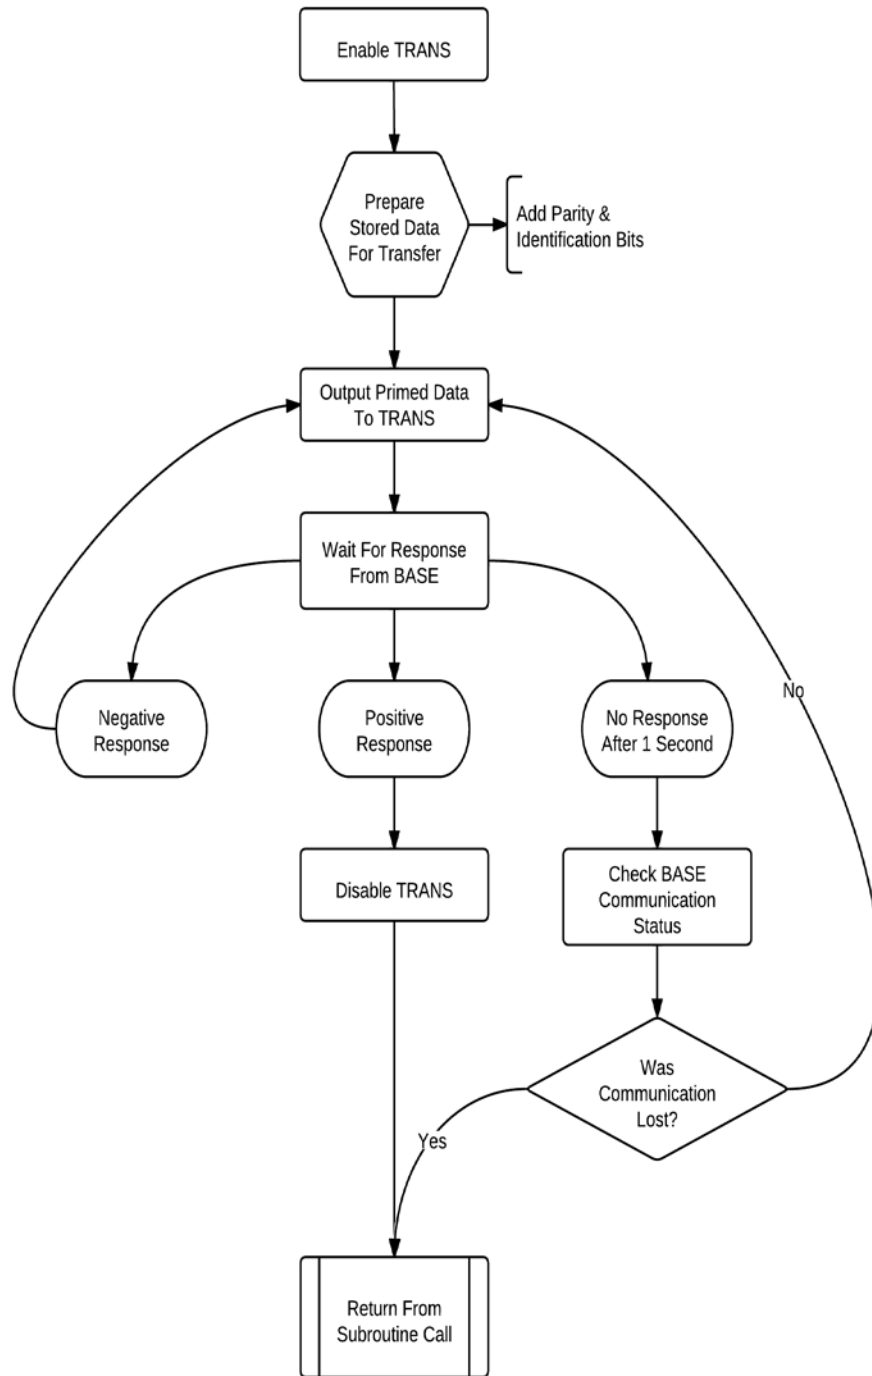 Enable TRANS
Prepare
Stored Data
For Transfer
Add Parity &
Identification Bits
Output Primed Data
To TRANS
Wait For Response
From BASE
Negative
Response
Positive
Response
No Response
After 1 Second
No
Disable TRANS
Check BASE
Communication
Status
Was
Communication
Lost?
Yes
Return From
Subroutine Call